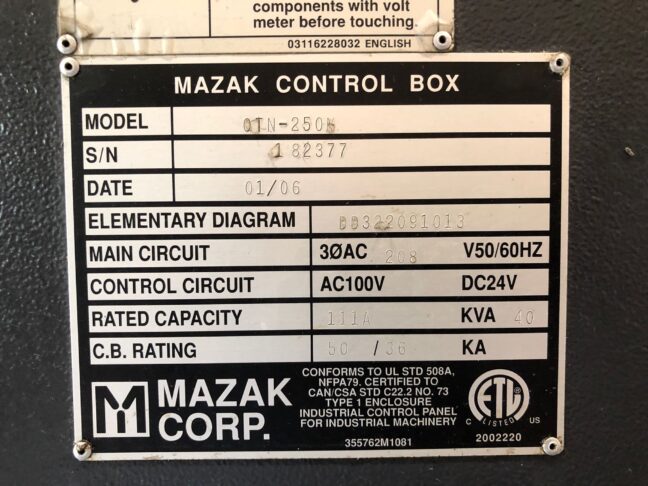 components with volt
meter before touching.
03116228032 ENGLISH
MAZAK CONTROL BOX
MODEL QTN-250M
S/N 182377
DATE 01/06
ELEMENTARY DIAGRAM DD322091013
MAIN CIRCUIT 3ØAC 208 V50/60HZ
CONTROL CIRCUIT AC100V DC24V
RATED CAPACITY 111A KVA 40
C.B. RATING 50 /36 KA
MAZAK
CORP.
CONFORMS TO UL STD 508A,
NFPA79. CERTIFIED TO
CAN/CSA STD C22.2 NO. 73
TYPE 1 ENCLOSURE
INDUSTRIAL CONTROL PANEL
FOR INDUSTRIAL MACHINERY
355762M1081
ETL
C LISTED US
2002220